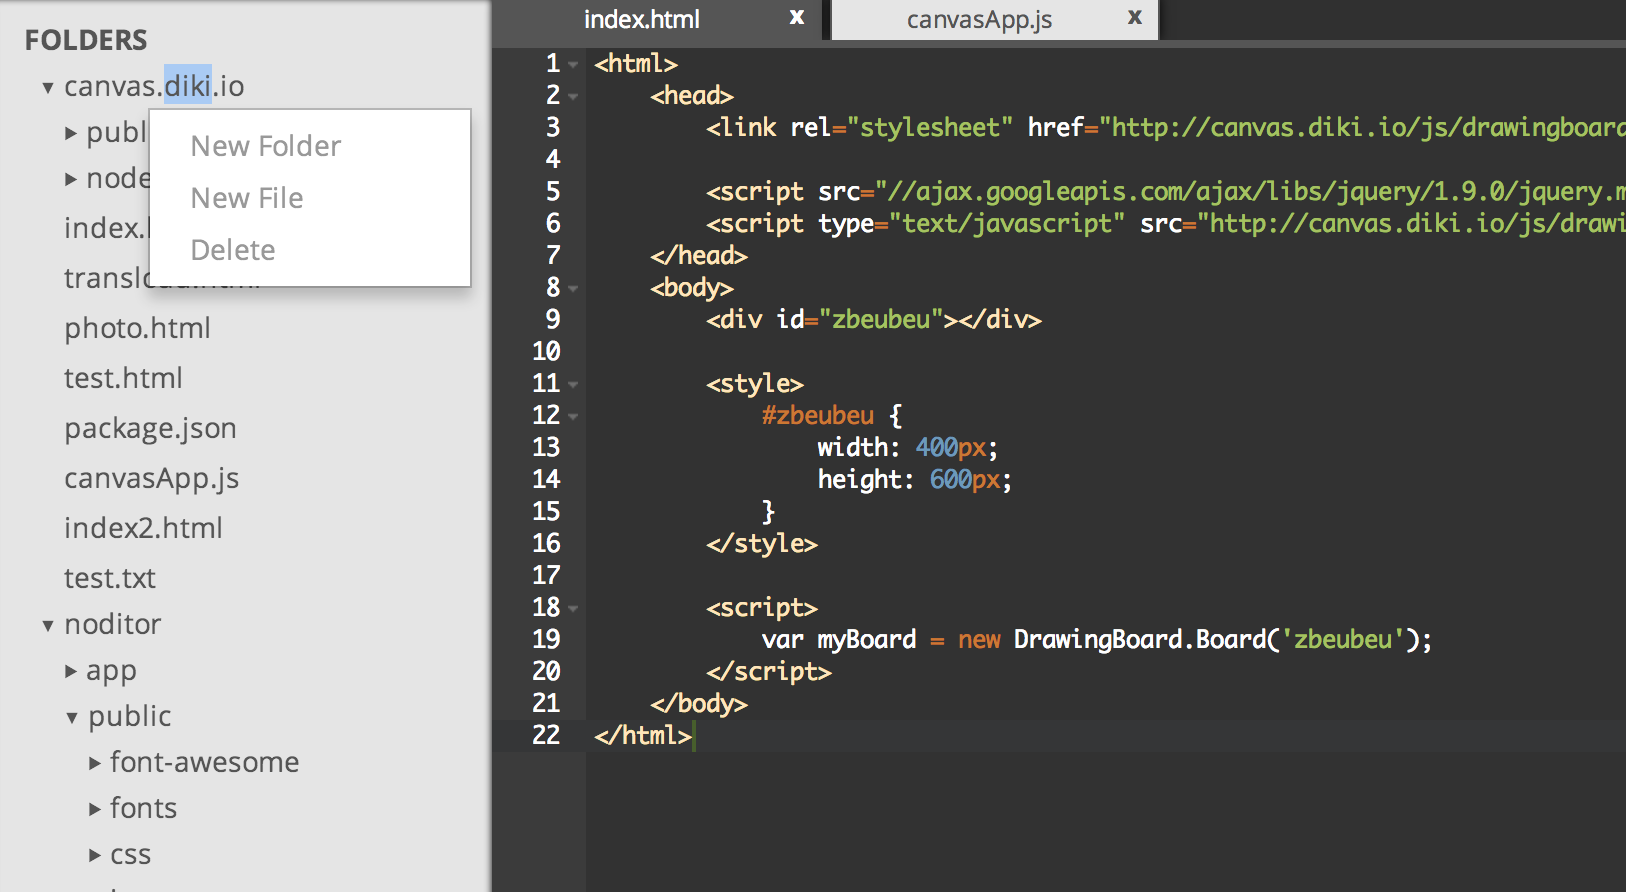 FOLDERS
canvas.diki.io
publ
node
index.
photo.html
test.html
package.json
canvasApp.js
index2.html
test.txt
noditor
app
public
font-awesome
fonts
css
New Folder
New File
Delete
index.html x
canvasApp.js x
1 <html>
2 <head>
3 <link rel="stylesheet" href="http://canvas.diki.io/js/drawingboard
4
5 <script src="//ajax.googleapis.com/ajax/libs/jquery/1.9.0/jquery.m
6 <script type="text/javascript" src="http://canvas.diki.io/js/drawi
7 </head>
8 <body>
9 <div id="zbeubeu"></div>
10
11 <style>
12 #zbeubeu {
13 width: 400px;
14 height: 600px;
15 }
16 </style>
17
18 <script>
19 var myBoard = new DrawingBoard.Board('zbeubeu');
20 </script>
21 </body>
22 </html>